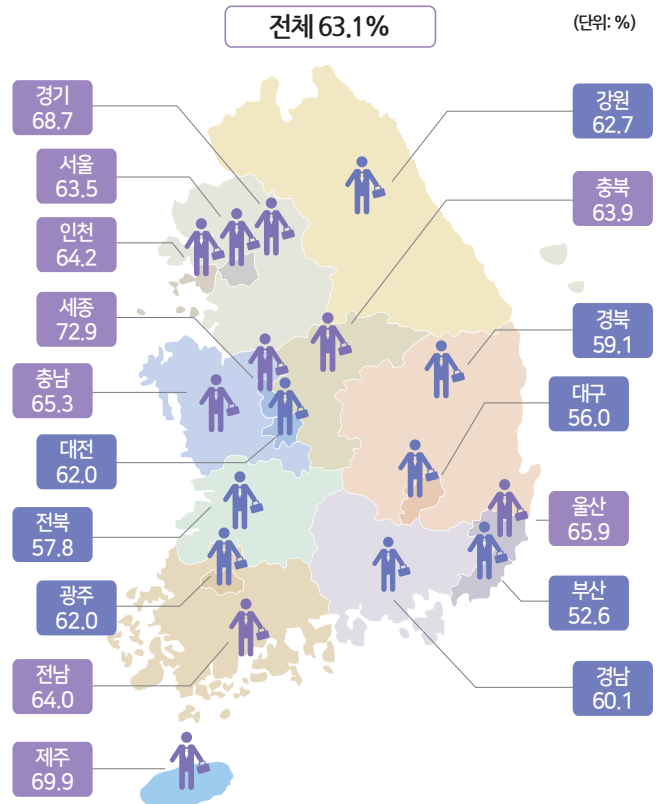 전체 63.1%
(단위: %)
경기
68.7
서울
63.5
인천
64.2
세종
72.9
충남
65.3
대전
62.0
전북
57.8
광주
62.0
전남
64.0
제주
69.9
강원
62.7
충북
63.9
경북
59.1
대구
56.0
울산
65.9
부산
52.6
경남
60.1